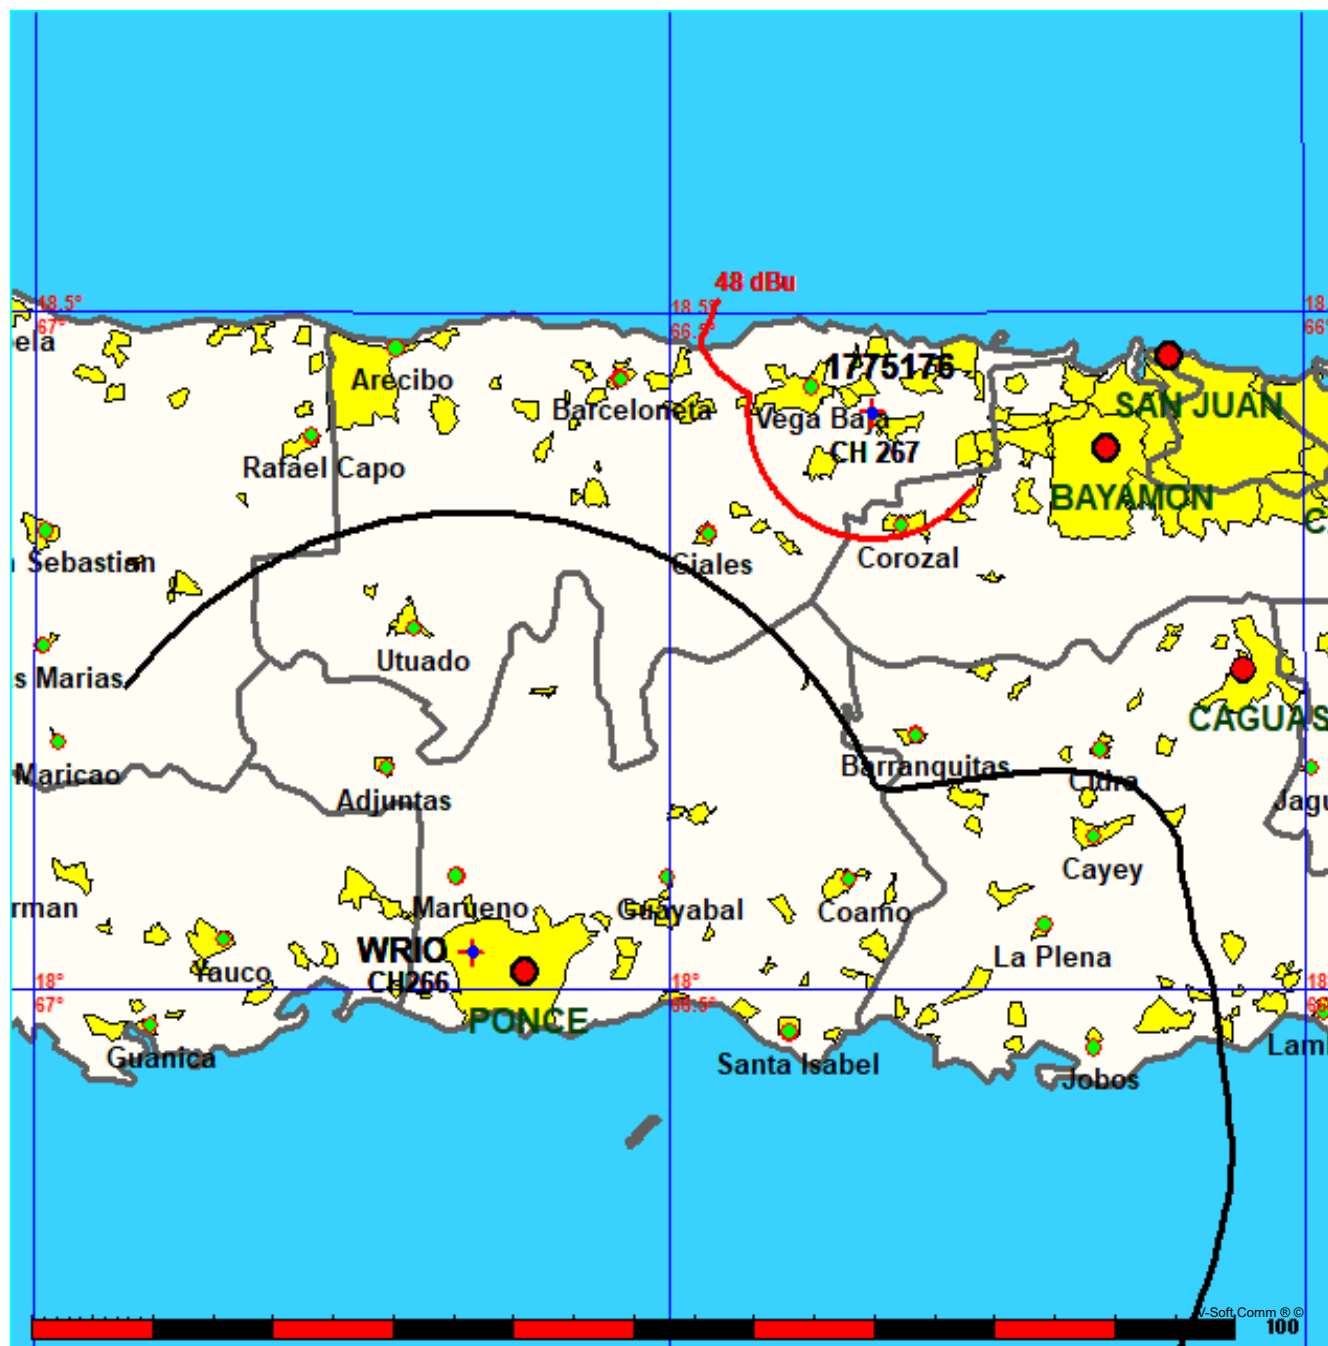 48 dBu
18.5°
67°
18.5°
66.5°
18.
66°
ela
Arecibo
1775176
Barceloneta
Vega Baja
SAN JUAN
CH 267
Rafael Capo
BAYAMON
C
Sebastian
Ciales
Corozal
Utuado
s Marias
CAGUAS
Maricao
Barranquitas
Cidra
Adjuntas
Jagu
Cayey
rman
Marueno
Guayabal
Coamo
WRIO
La Plena
Yauco
CH266
18°
67°
18°
66.5°
18
PONCE
Guanica
Santa Isabel
Lam
Jobos
V-Soft Comm ® ©
100